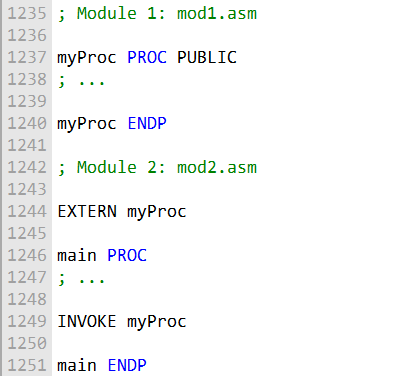 1235 ; Module 1: mod1.asm
1236
1237 myProc PROC PUBLIC
1238 ; ...
1239
1240 myProc ENDP
1241
1242 ; Module 2: mod2.asm
1243
1244 EXTERN myProc
1245
1246 main PROC
1247 ; ...
1248
1249 INVOKE myProc
1250
1251 main ENDP